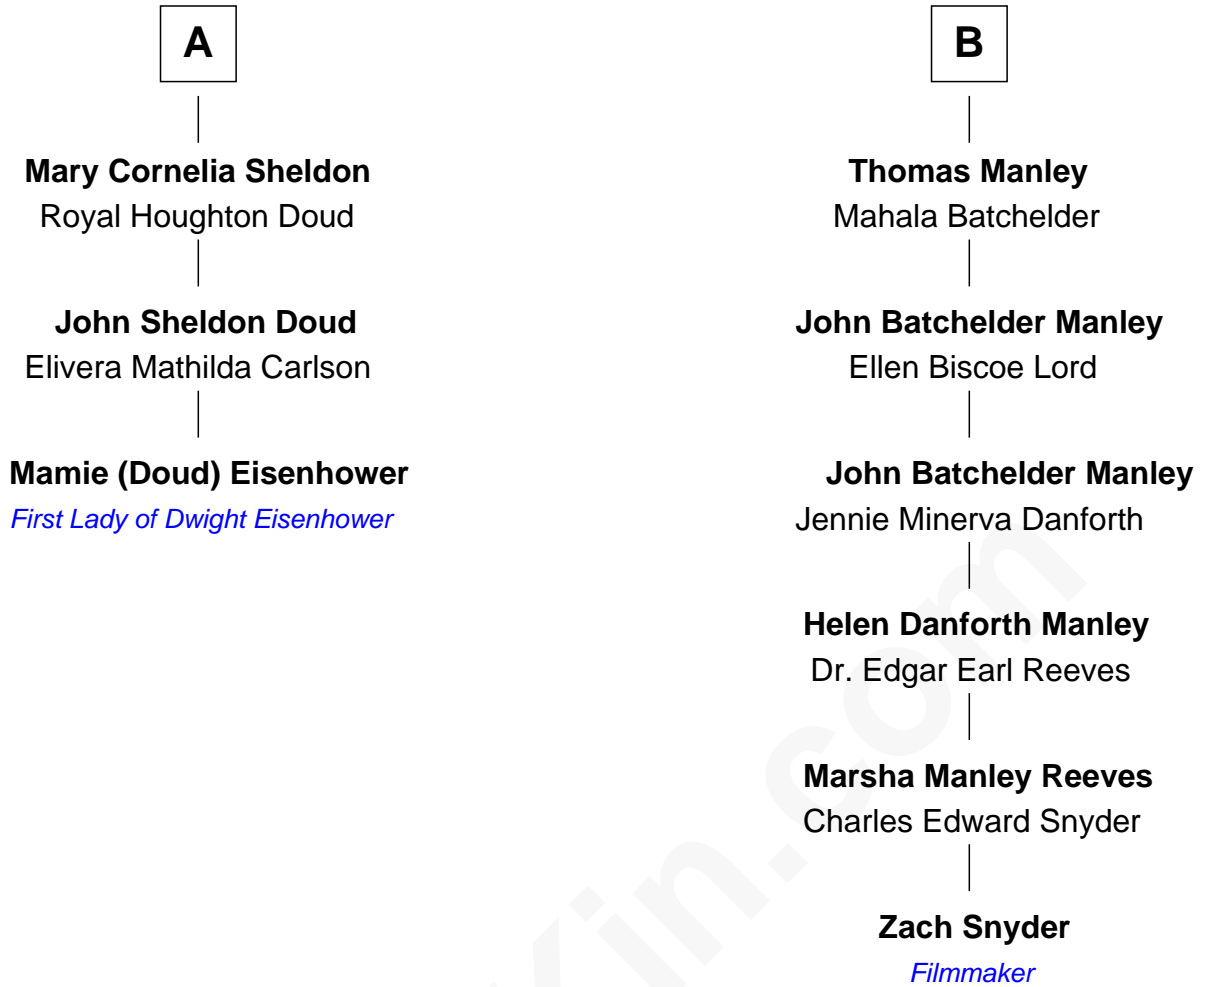 A
Mary Cornelia Sheldon
Royal Houghton Doud
John Sheldon Doud
Elivera Mathilda Carlson
Mamie (Doud) Eisenhower
First Lady of Dwight Eisenhower
B
Thomas Manley
Mahala Batchelder
John Batchelder Manley
Ellen Biscoe Lord
John Batchelder Manley
Jennie Minerva Danforth
Helen Danforth Manley
Dr. Edgar Earl Reeves
Marsha Manley Reeves
Charles Edward Snyder
Zach Snyder
Filmmaker